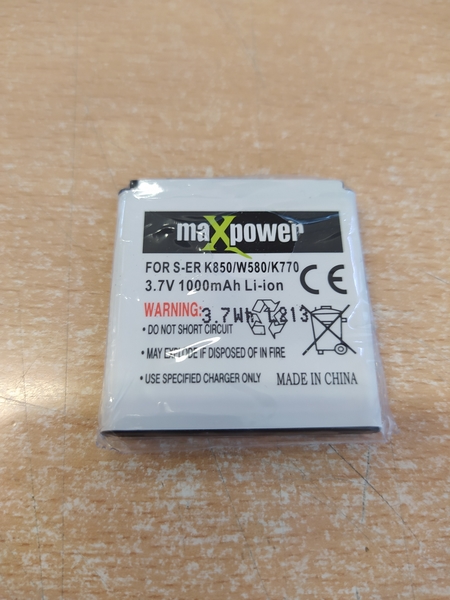 maXpower
FOR S-ER K850/W580/K770
3.7V 1000mAh Li-ion
CE
WARNING:
3.7Wh 1813
• DO NOT SHORT CIRCUIT
• MAY EXPLODE IF DISPOSED OF IN FIRE
• USE SPECIFIED CHARGER ONLY
MADE IN CHINA